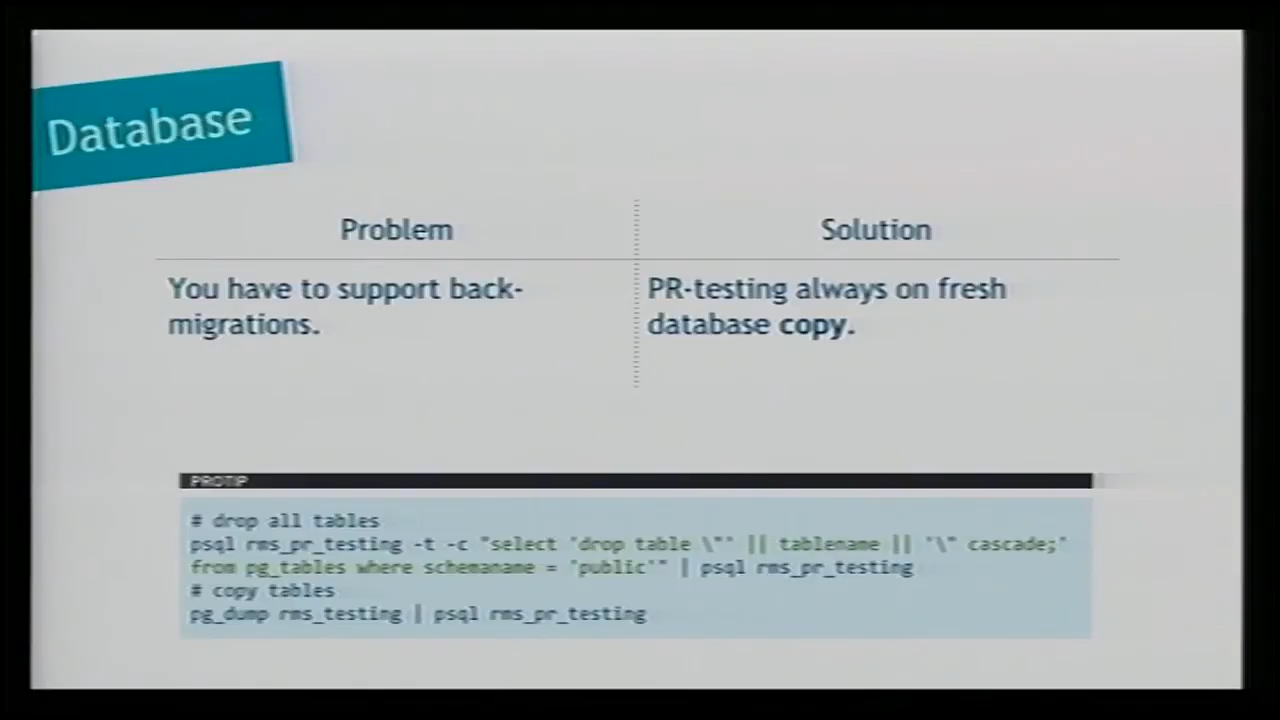 Database
Problem
Solution
You have to support back-
migrations.
PR-testing always on fresh
database copy.
PROTIP
# drop all tables
psql rms_pr_testing -t -c "select 'drop table \"' || tablename || '\" cascade;"
from pg_tables where schemaname = 'public'" | psql rms_pr_testing
# copy tables
pg_dump rms_testing | psql rms_pr_testing